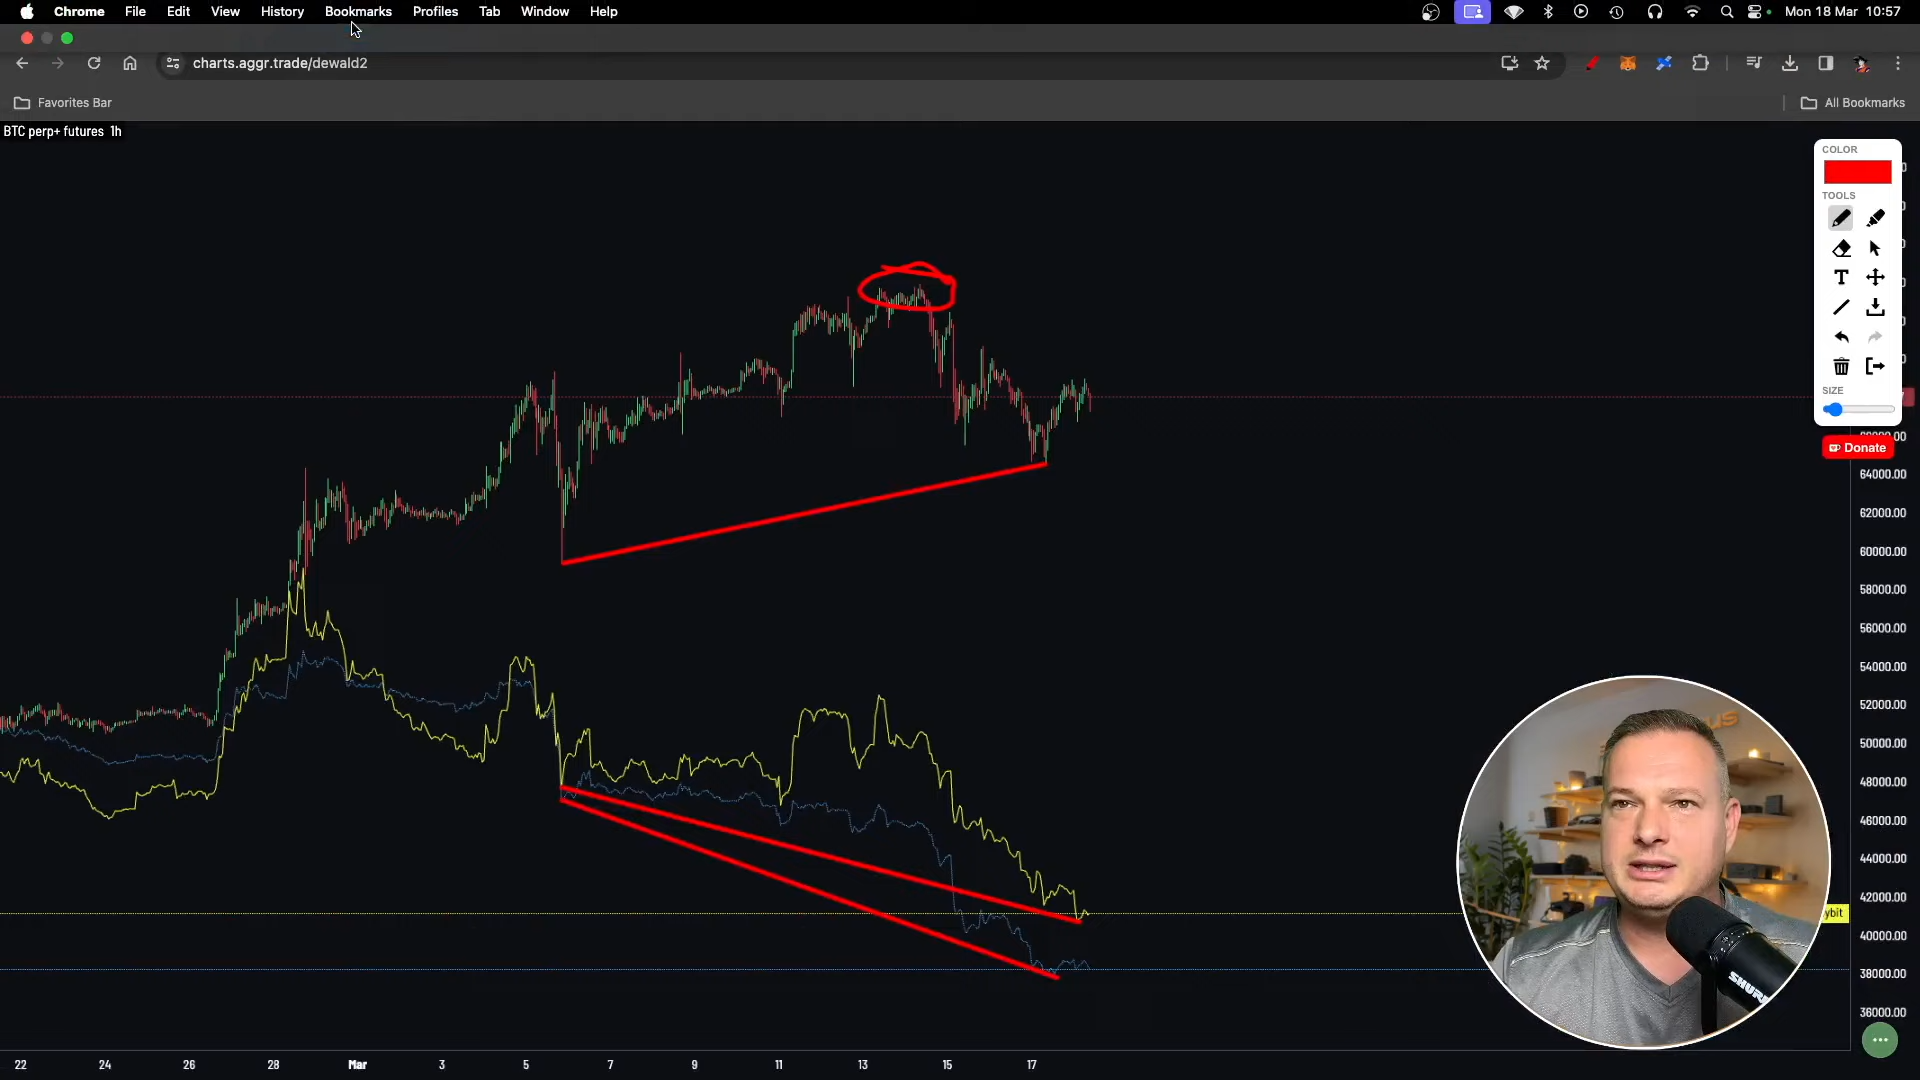 Chrome File Edit View History Bookmarks Profiles Tab Window Help Mon 18 Mar 10:57
charts.aggr.trade/dewald2
Favorites Bar All Bookmarks
BTC perp+ futures 1h
COLOR
TOOLS
T
SIZE
Donate
64000.00
62000.00
60000.00
58000.00
56000.00
54000.00
52000.00
50000.00
48000.00
46000.00
44000.00
42000.00
ybit
40000.00
38000.00
36000.00
SHURE
22 24 26 28 Mar 3 5 7 9 11 13 15 17